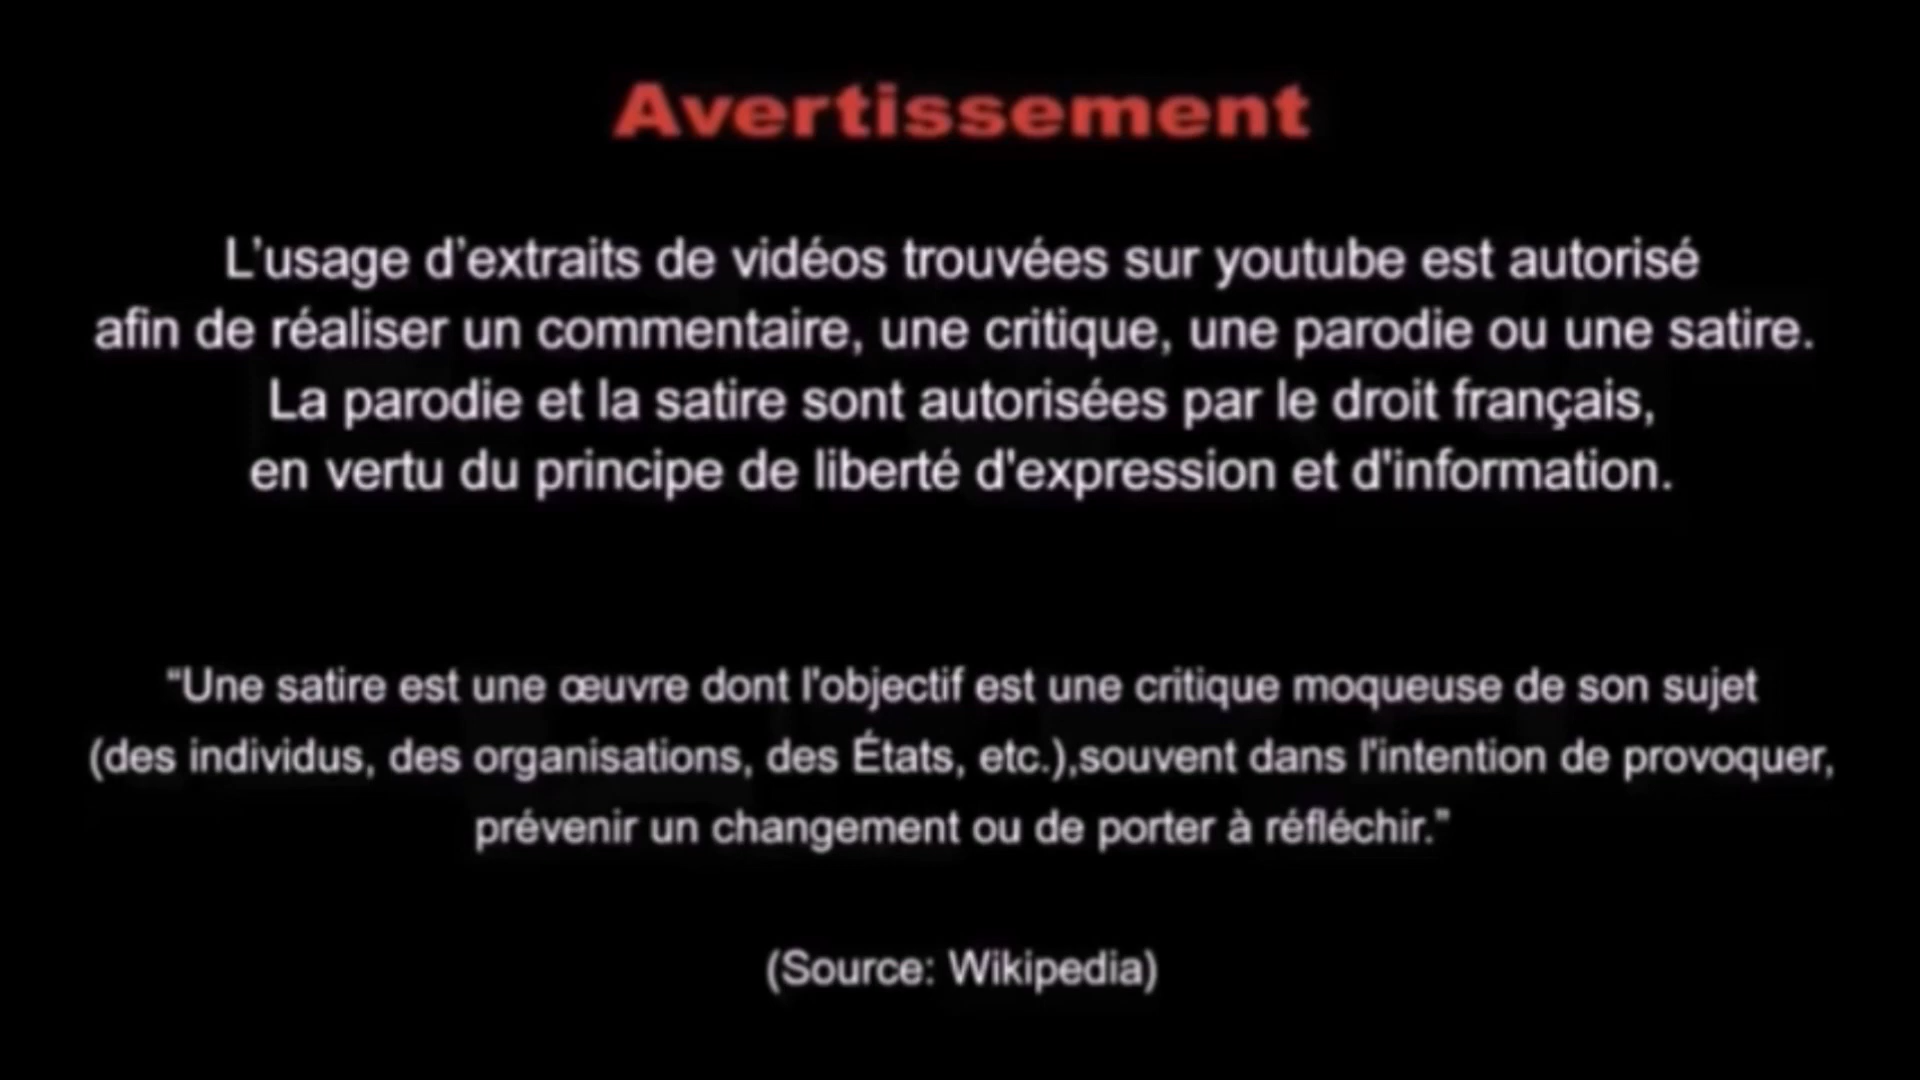 Avertissement
L’usage d’extraits de vidéos trouvées sur youtube est autorisé
afin de réaliser un commentaire, une critique, une parodie ou une satire.
La parodie et la satire sont autorisées par le droit français,
en vertu du principe de liberté d'expression et d'information.
“Une satire est une œuvre dont l'objectif est une critique moqueuse de son sujet
(des individus, des organisations, des États, etc.),souvent dans l'intention de provoquer,
prévenir un changement ou de porter à réfléchir.”
(Source: Wikipedia)